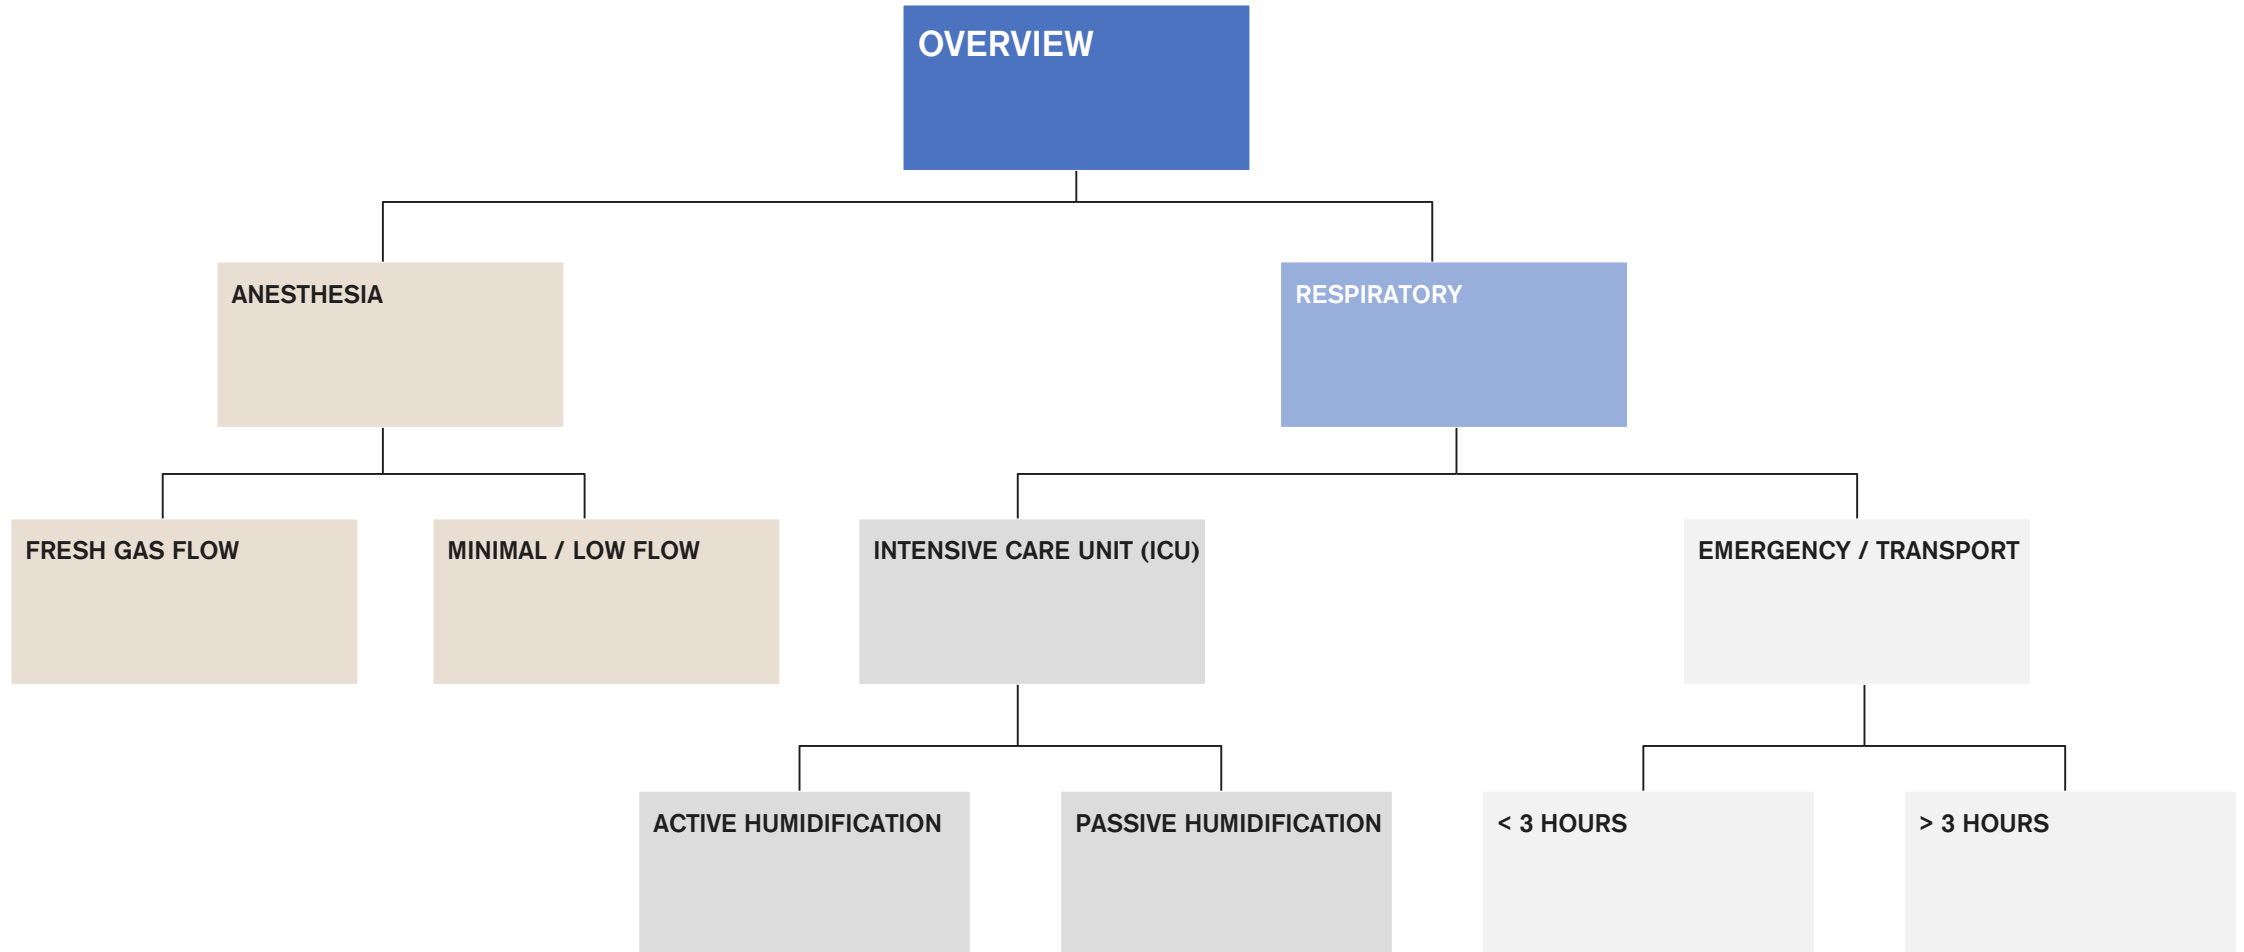 OVERVIEW
ANESTHESIA
RESPIRATORY
FRESH GAS FLOW
MINIMAL / LOW FLOW
INTENSIVE CARE UNIT (ICU)
EMERGENCY / TRANSPORT
ACTIVE HUMIDIFICATION
PASSIVE HUMIDIFICATION
< 3 HOURS
> 3 HOURS